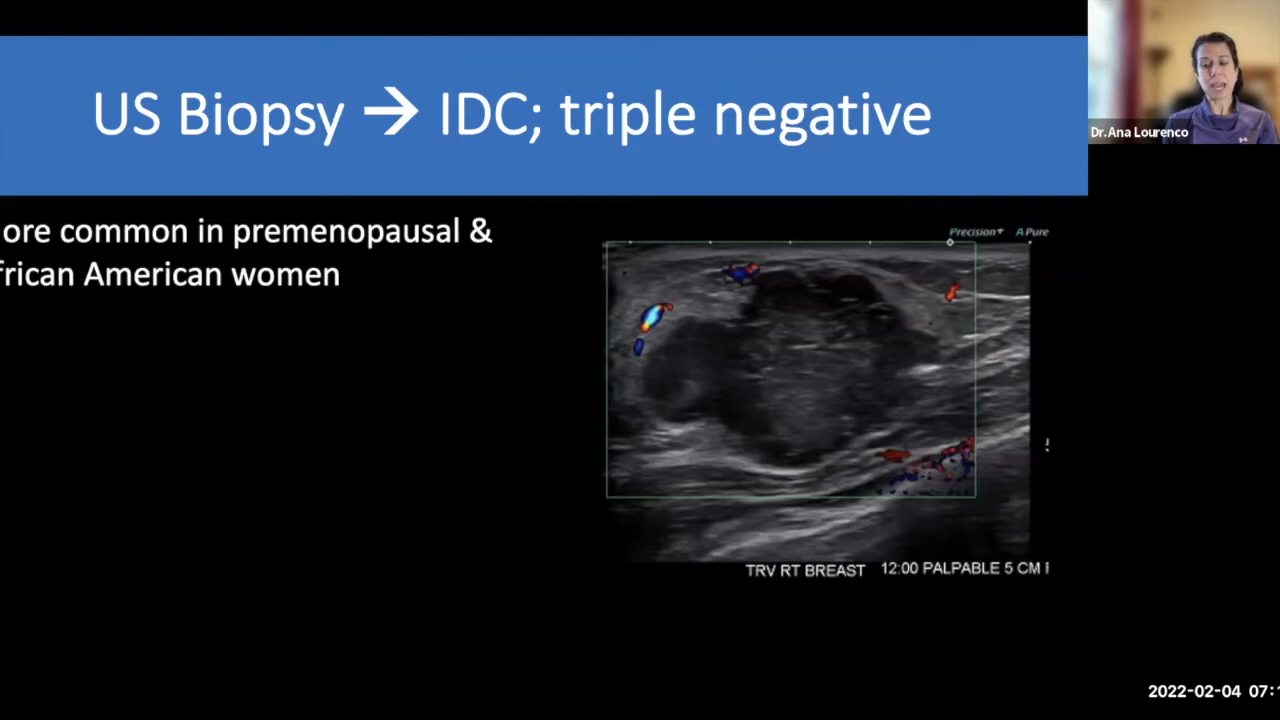 US Biopsy → IDC; triple negative
Dr. Ana Lourenco
ore common in premenopausal &
frican American women
Precision+ APure
TRV RT BREAST 12:00 PALPABLE 5 CM
2022-02-04 07: